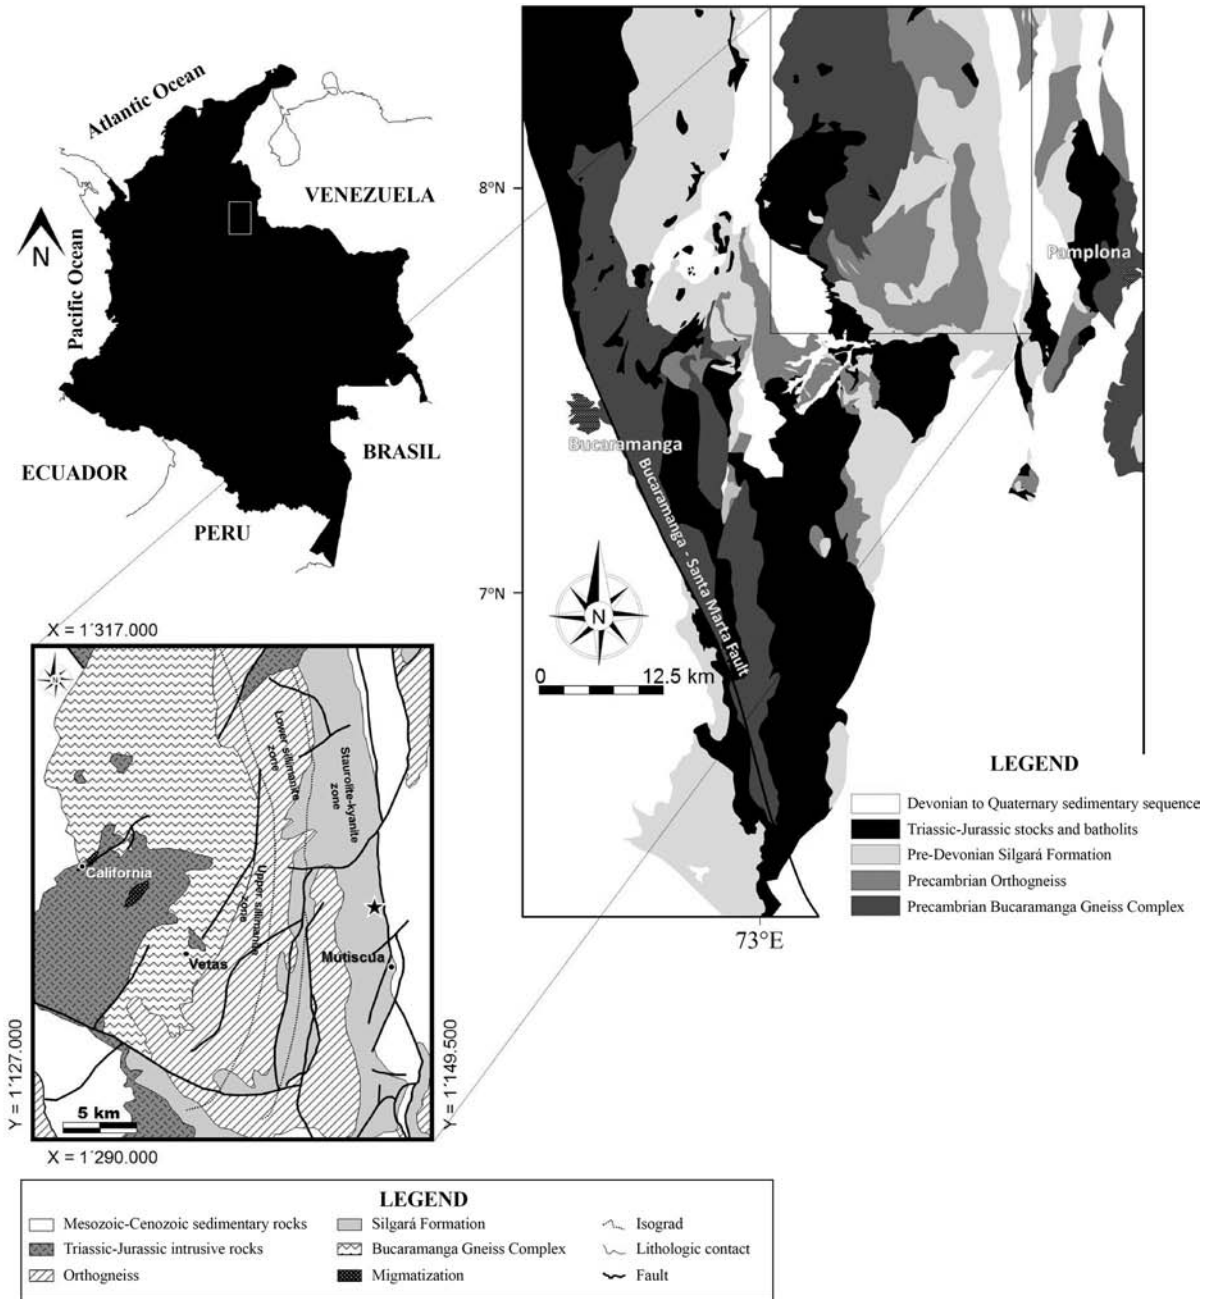 Atlantic Ocean
VENEZUELA
N
Pacific Ocean
BRASIL
ECUADOR
PERU
8°N
Pamplona
Bucaramanga
Bucaramanga - Santa Marta Fault
7°N
N
0 12.5 km
73°E
LEGEND
Devonian to Quaternary sedimentary sequence
Triassic-Jurassic stocks and batholits
Pre-Devonian Silgará Formation
Precambrian Orthogneiss
Precambrian Bucaramanga Gneiss Complex
X = 1´317.000
N
Lower sillimanite
zone
Staurolite-kyanite
zone
California
Upper sillimanite
zone
Vetas
Mutiscua
Y = 1´127.000
Y = 1´149.500
5 km
X = 1´290.000
LEGEND
Mesozoic-Cenozoic sedimentary rocks
Triassic-Jurassic intrusive rocks
Orthogneiss
Silgará Formation
Bucaramanga Gneiss Complex
Migmatization
Isograd
Lithologic contact
Fault